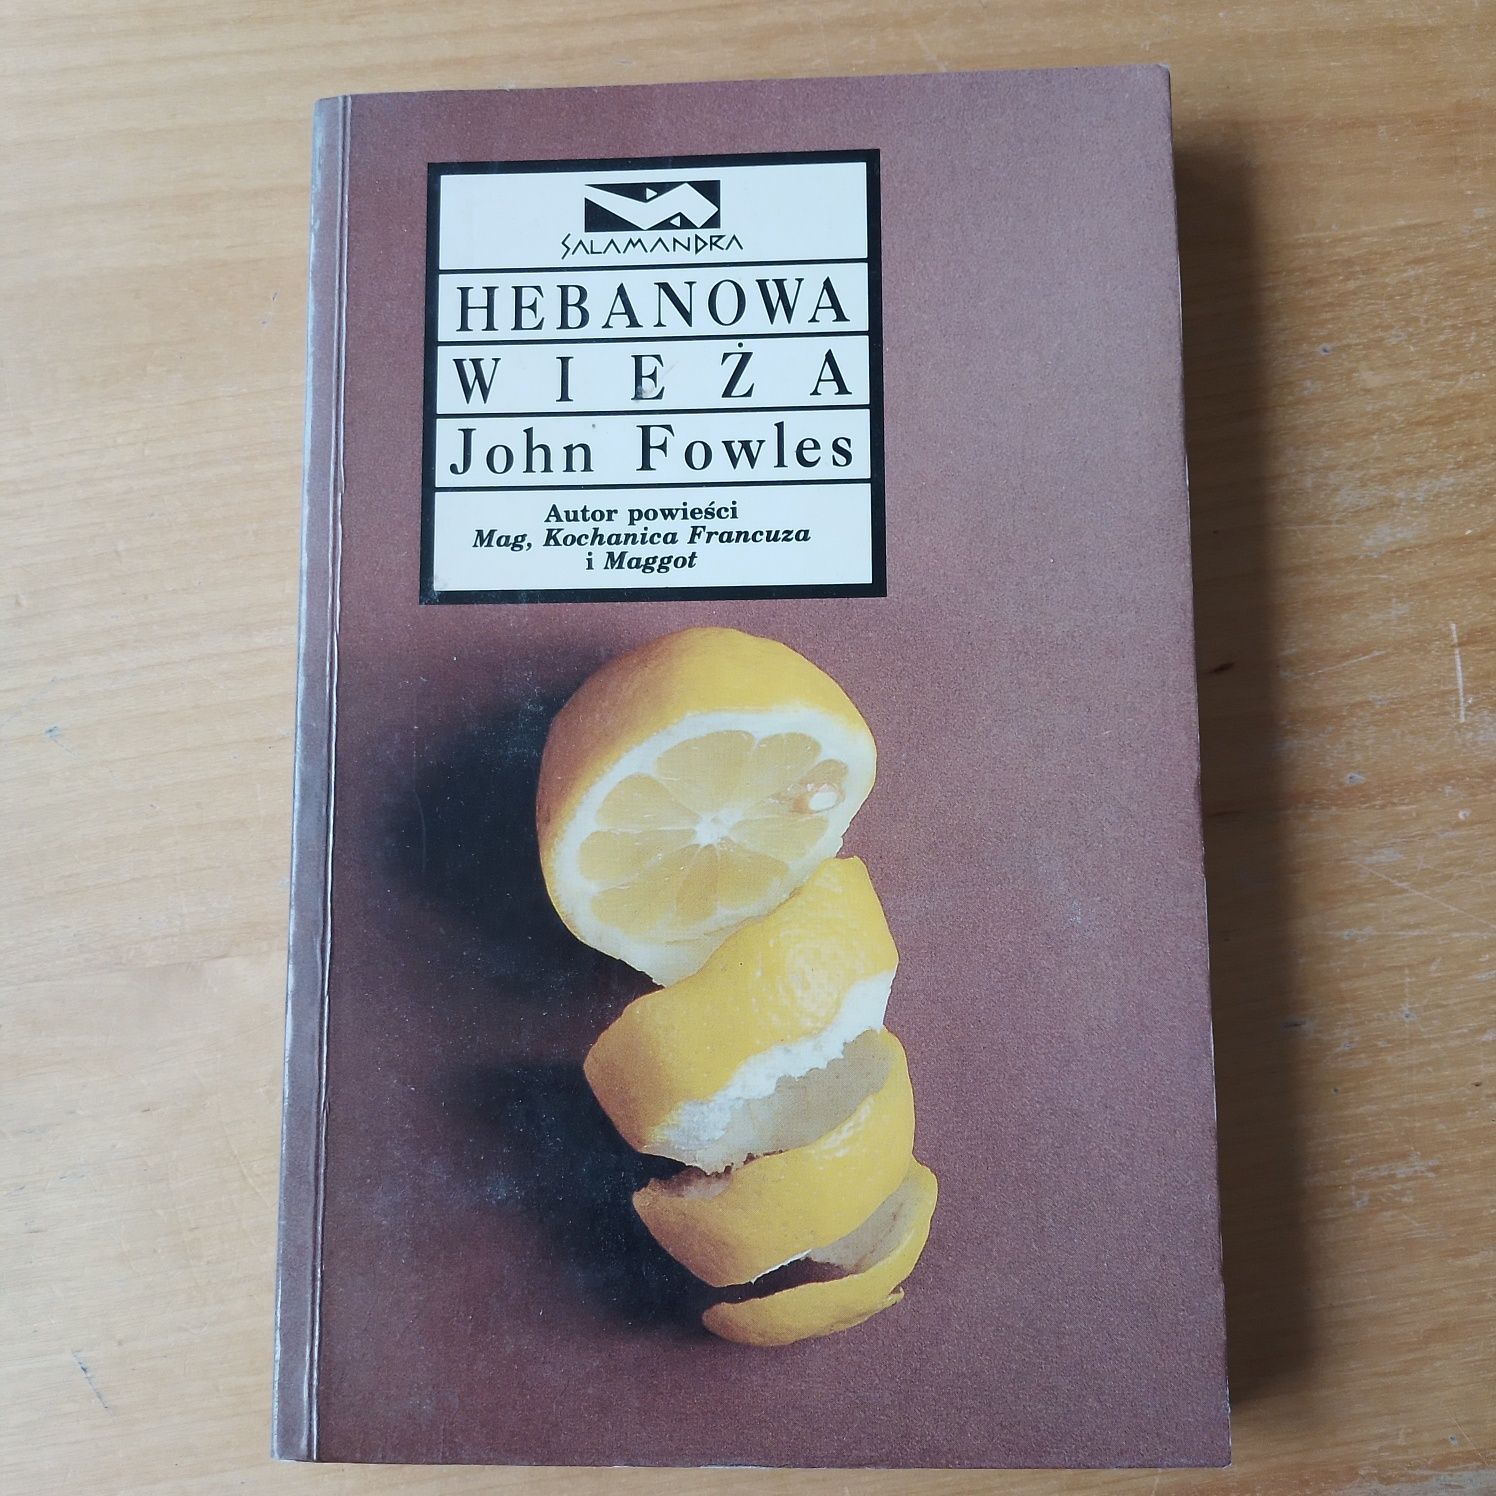 SALAMANDRA
HEBANOWA
WIEŻA
John Fowles
Autor powieści
Mag, Kochanica Francuza
i Maggot